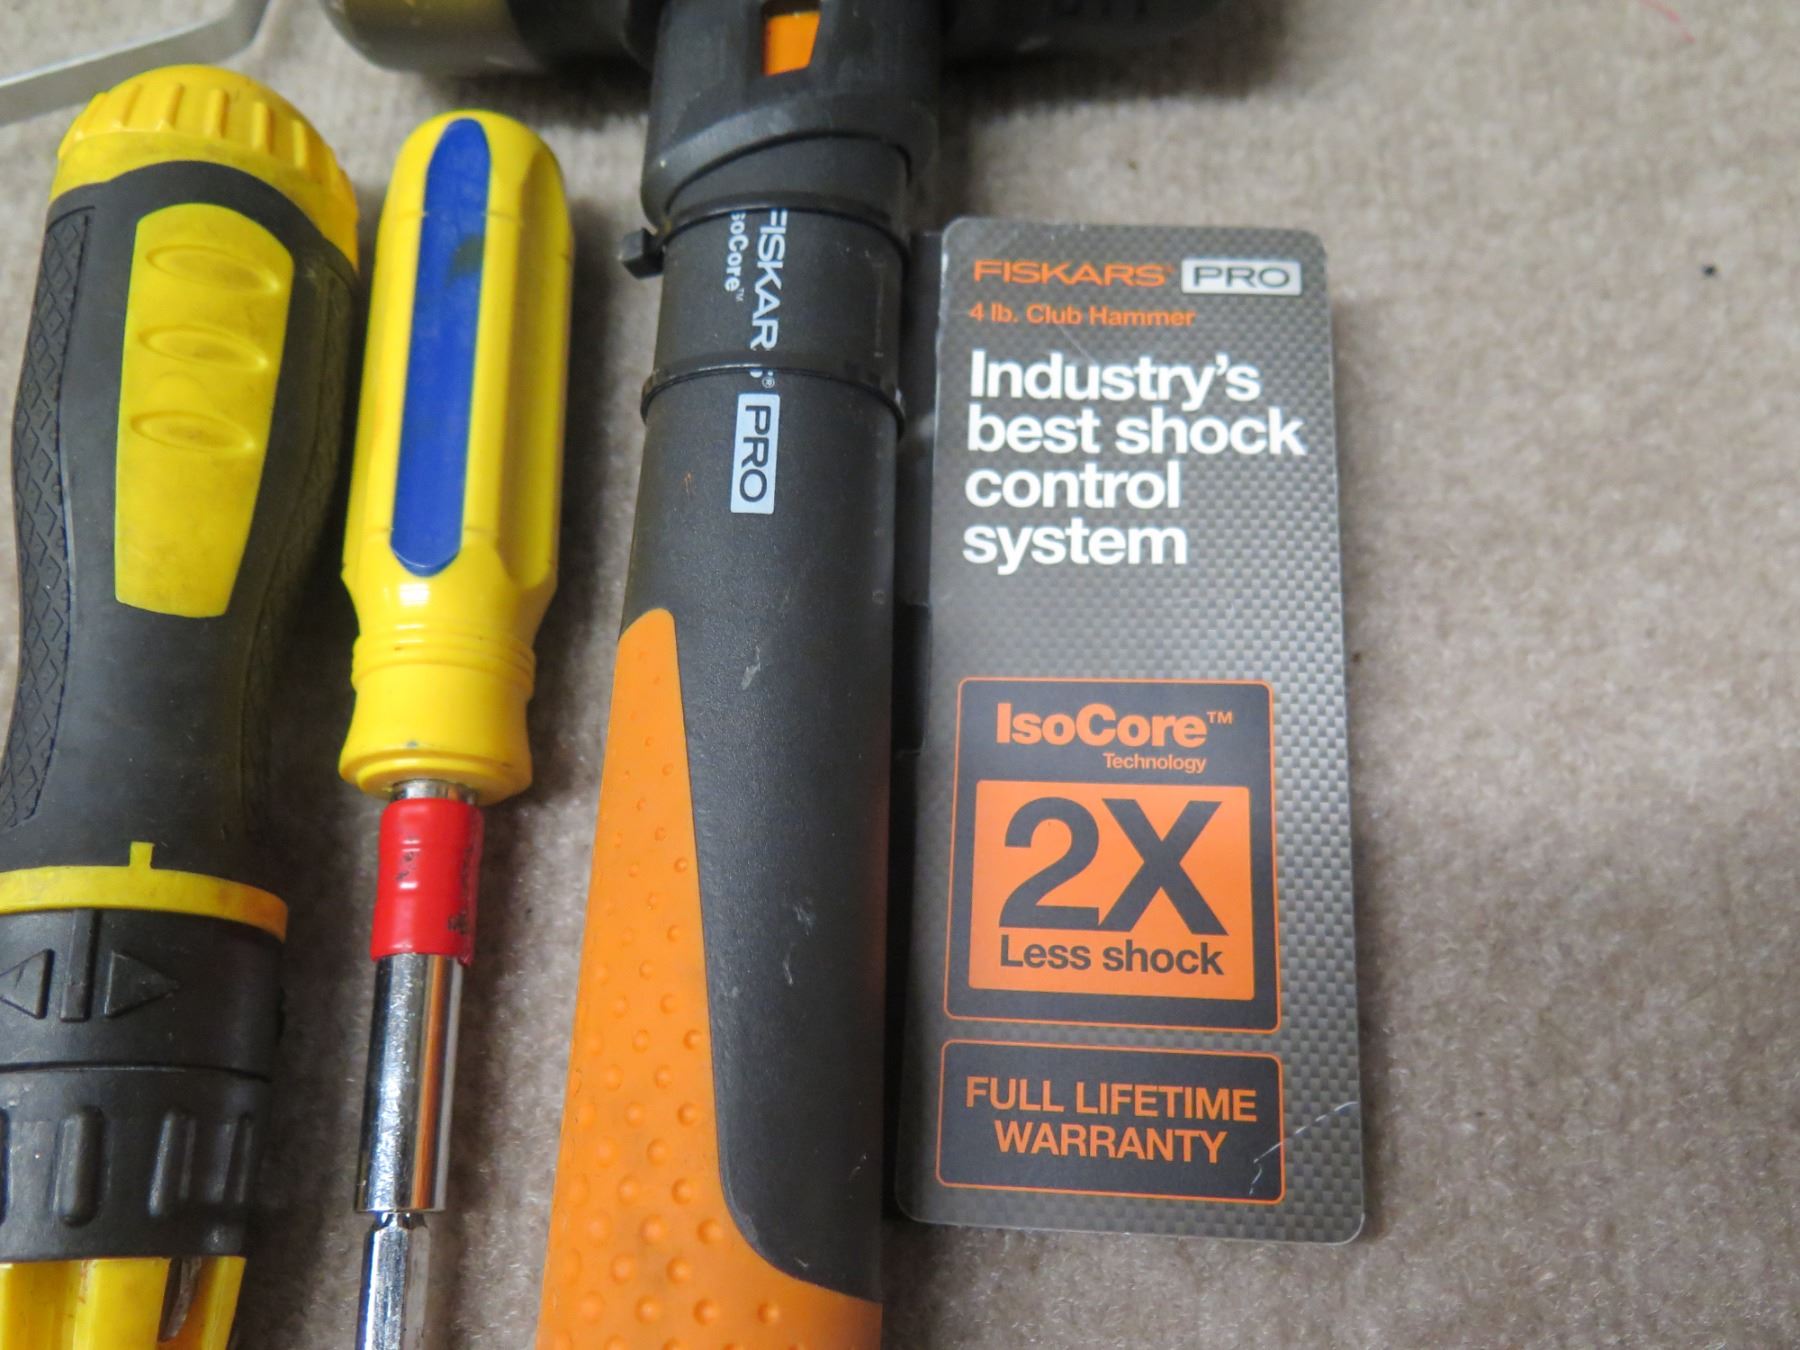 FISKARS® PRO
IsoCore™
FISKARS PRO
4 lb. Club Hammer
Industry's
best shock
control
system
IsoCore™
Technology
2X
Less shock
FULL LIFETIME
WARRANTY